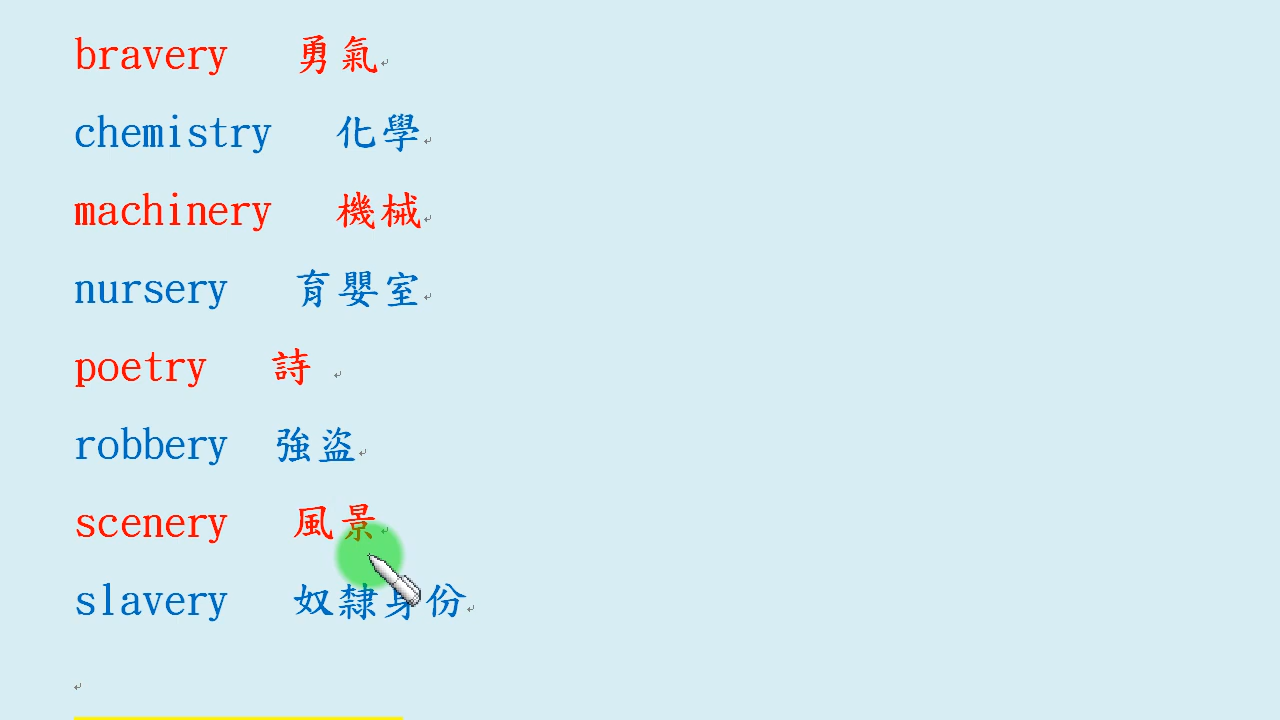 bravery 勇氣
chemistry 化學
machinery 機械
nursery 育嬰室
poetry 詩
robbery 強盜
scenery 風景
slavery 奴隸身份